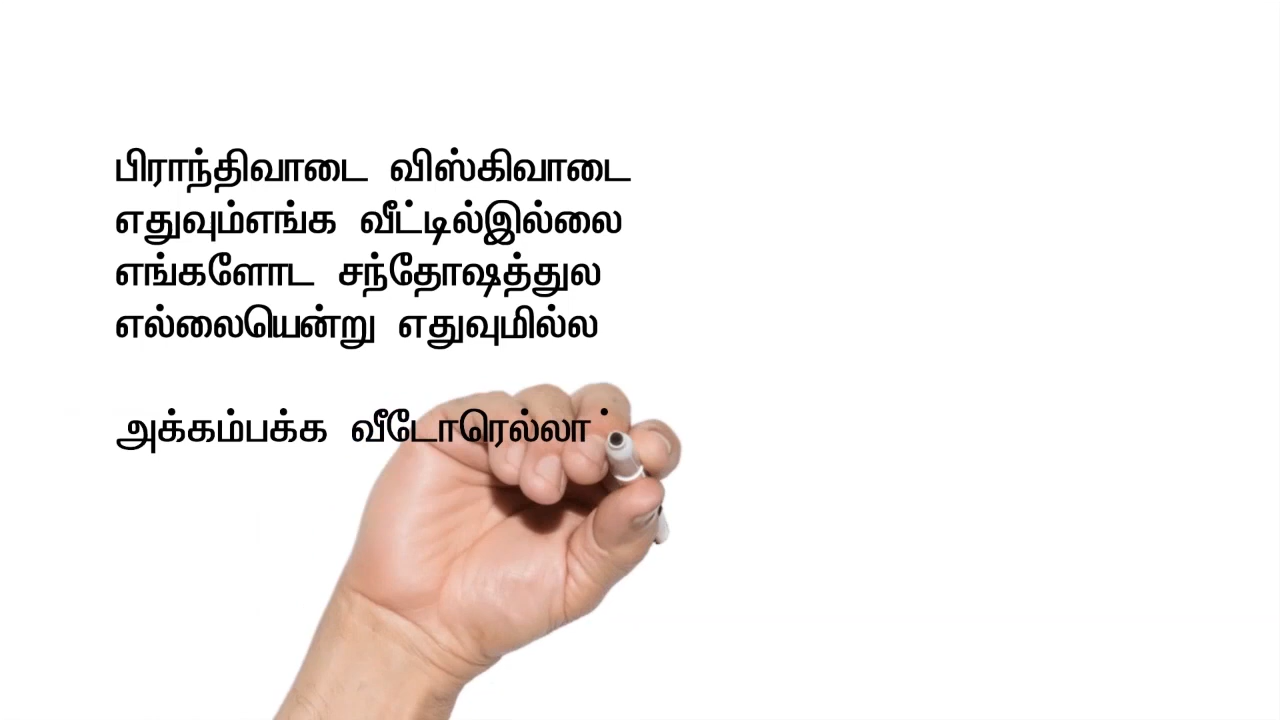 பிராந்திவாடை விஸ்கிவாடை
எதுவும்எங்க வீட்டில்இல்லை
எங்களோட சந்தோஷத்துல
எல்லையென்று எதுவுமில்ல
அக்கம்பக்க